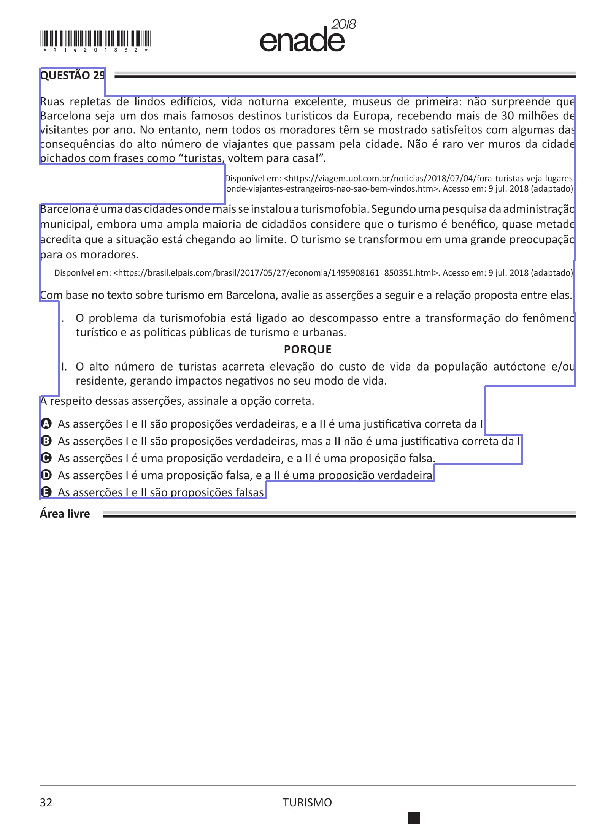 *R1420183​2*
enade 2018
QUESTÃO 29
Ruas repletas de lindos edifícios, vida noturna excelente, museus de primeira: não surpreende que
Barcelona seja um dos mais famosos destinos turísticos da Europa, recebendo mais de 30 milhões de
visitantes por ano. No entanto, nem todos os moradores têm se mostrado satisfeitos com algumas das
consequências do alto número de viajantes que passam pela cidade. Não é raro ver muros da cidade
pichados com frases como “turistas, voltem para casa!”.
Disponível em: <https://viagem.uol.com.br/noticias/2018/07/04/fora-turistas-veja-lugares-
onde-viajantes-estrangeiros-nao-sao-bem-vindos.htm>. Acesso em: 9 jul. 2018 (adaptado)
Barcelona é uma das cidades onde mais se instalou a turismofobia. Segundo uma pesquisa da administração
municipal, embora uma ampla maioria de cidadãos considere que o turismo é benéfico, quase metade
acredita que a situação está chegando ao limite. O turismo se transformou em uma grande preocupação
para os moradores.
Disponível em: <https://brasil.elpais.com/brasil/2017/05/27/economia/1495908161_850351.html>. Acesso em: 9 jul. 2018 (adaptado)
Com base no texto sobre turismo em Barcelona, avalie as asserções a seguir e a relação proposta entre elas.
I. O problema da turismofobia está ligado ao descompasso entre a transformação do fenômeno
turístico e as políticas públicas de turismo e urbanas.
PORQUE
II. O alto número de turistas acarreta elevação do custo de vida da população autóctone e/ou
residente, gerando impactos negativos no seu modo de vida.
A respeito dessas asserções, assinale a opção correta.
A As asserções I e II são proposições verdadeiras, e a II é uma justificativa correta da I.
B As asserções I e II são proposições verdadeiras, mas a II não é uma justificativa correta da I.
C As asserções I é uma proposição verdadeira, e a II é uma proposição falsa.
D As asserções I é uma proposição falsa, e a II é uma proposição verdadeira.
E As asserções I e II são proposições falsas.
Área livre
32
TURISMO